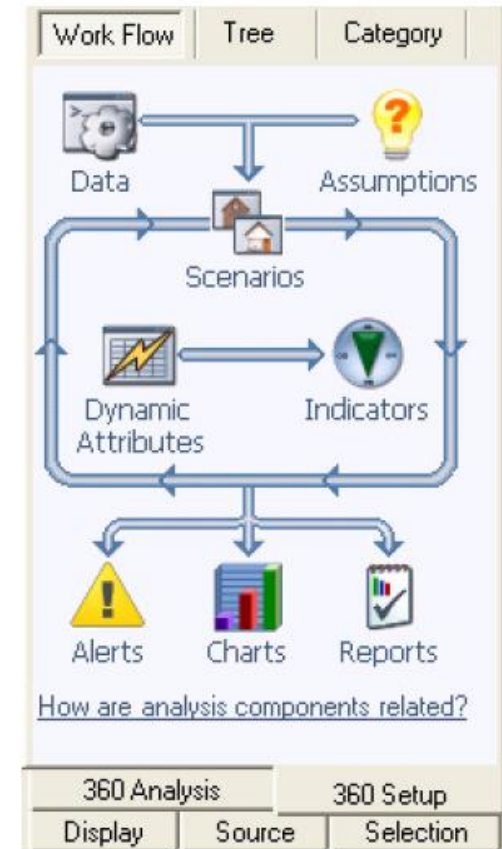 Work Flow Tree Category
Data Assumptions
Scenarios
Dynamic
Attributes
Indicators
Alerts Charts Reports
How are analysis components related?
360 Analysis 360 Setup
Display Source Selection